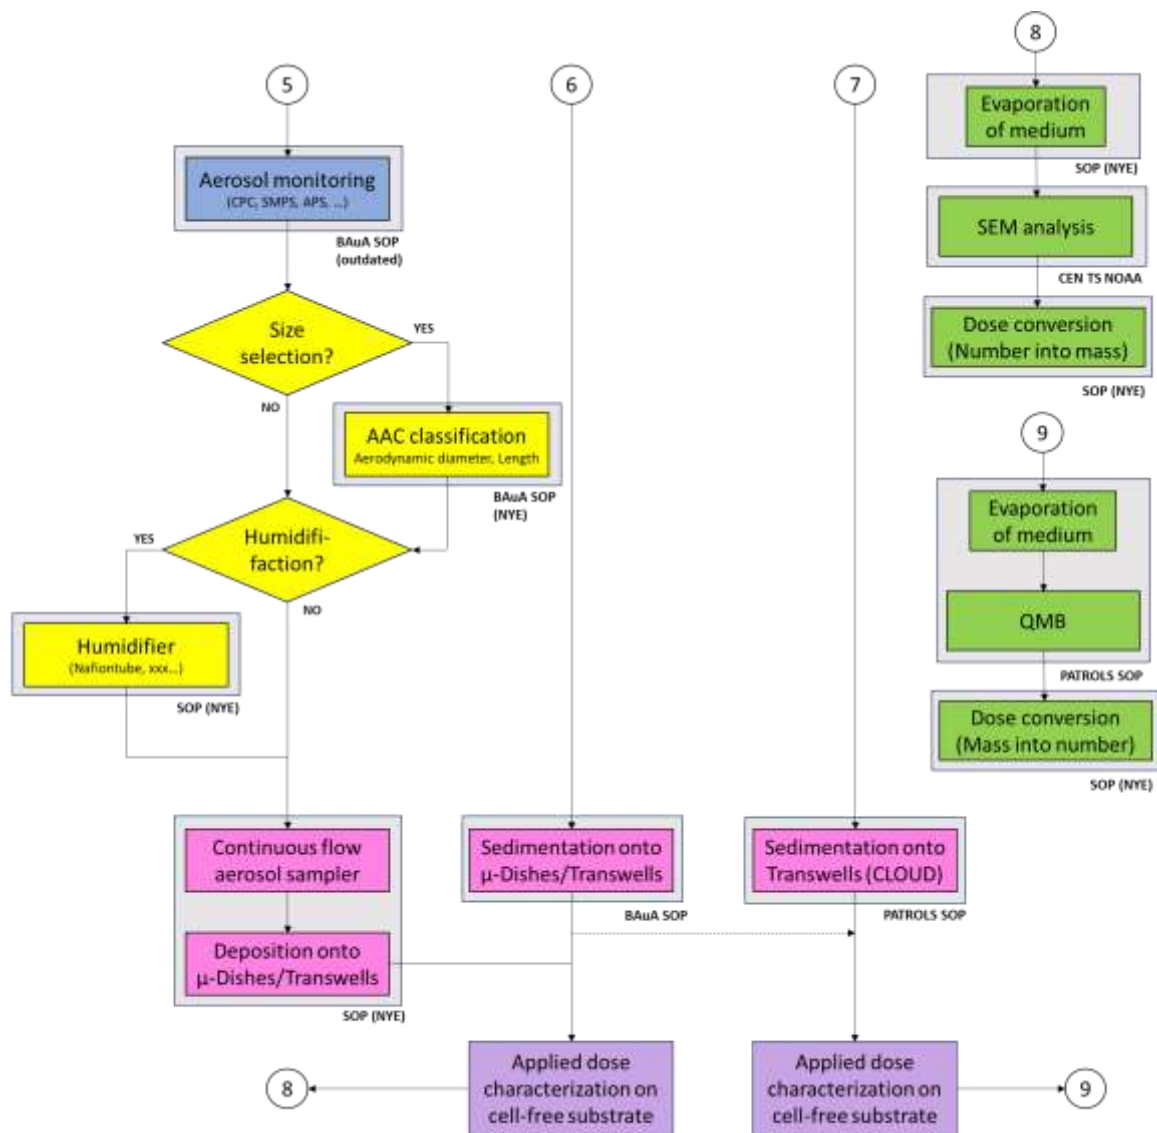 5
6
7
8
Aerosol monitoring
(CPC, SMPS, APS, ...)
BAuA SOP
(outdated)
Size
selection?
YES
NO
AAC classification
Aerodynamic diameter, Length
BAuA SOP
(NYE)
Humidifi-
faction?
YES
NO
Humidifier
(Nafiontube, xxx...)
SOP (NYE)
Continuous flow
aerosol sampler
Deposition onto
µ-Dishes/Transwells
SOP (NYE)
Sedimentation onto
µ-Dishes/Transwells
BAuA SOP
Sedimentation onto
Transwells (CLOUD)
PATROLS SOP
Applied dose
characterization on
cell-free substrate
8
Applied dose
characterization on
cell-free substrate
9
Evaporation
of medium
SOP (NYE)
SEM analysis
CEN TS NOAA
Dose conversion
(Number into mass)
SOP (NYE)
9
Evaporation
of medium
QMB
PATROLS SOP
Dose conversion
(Mass into number)
SOP (NYE)